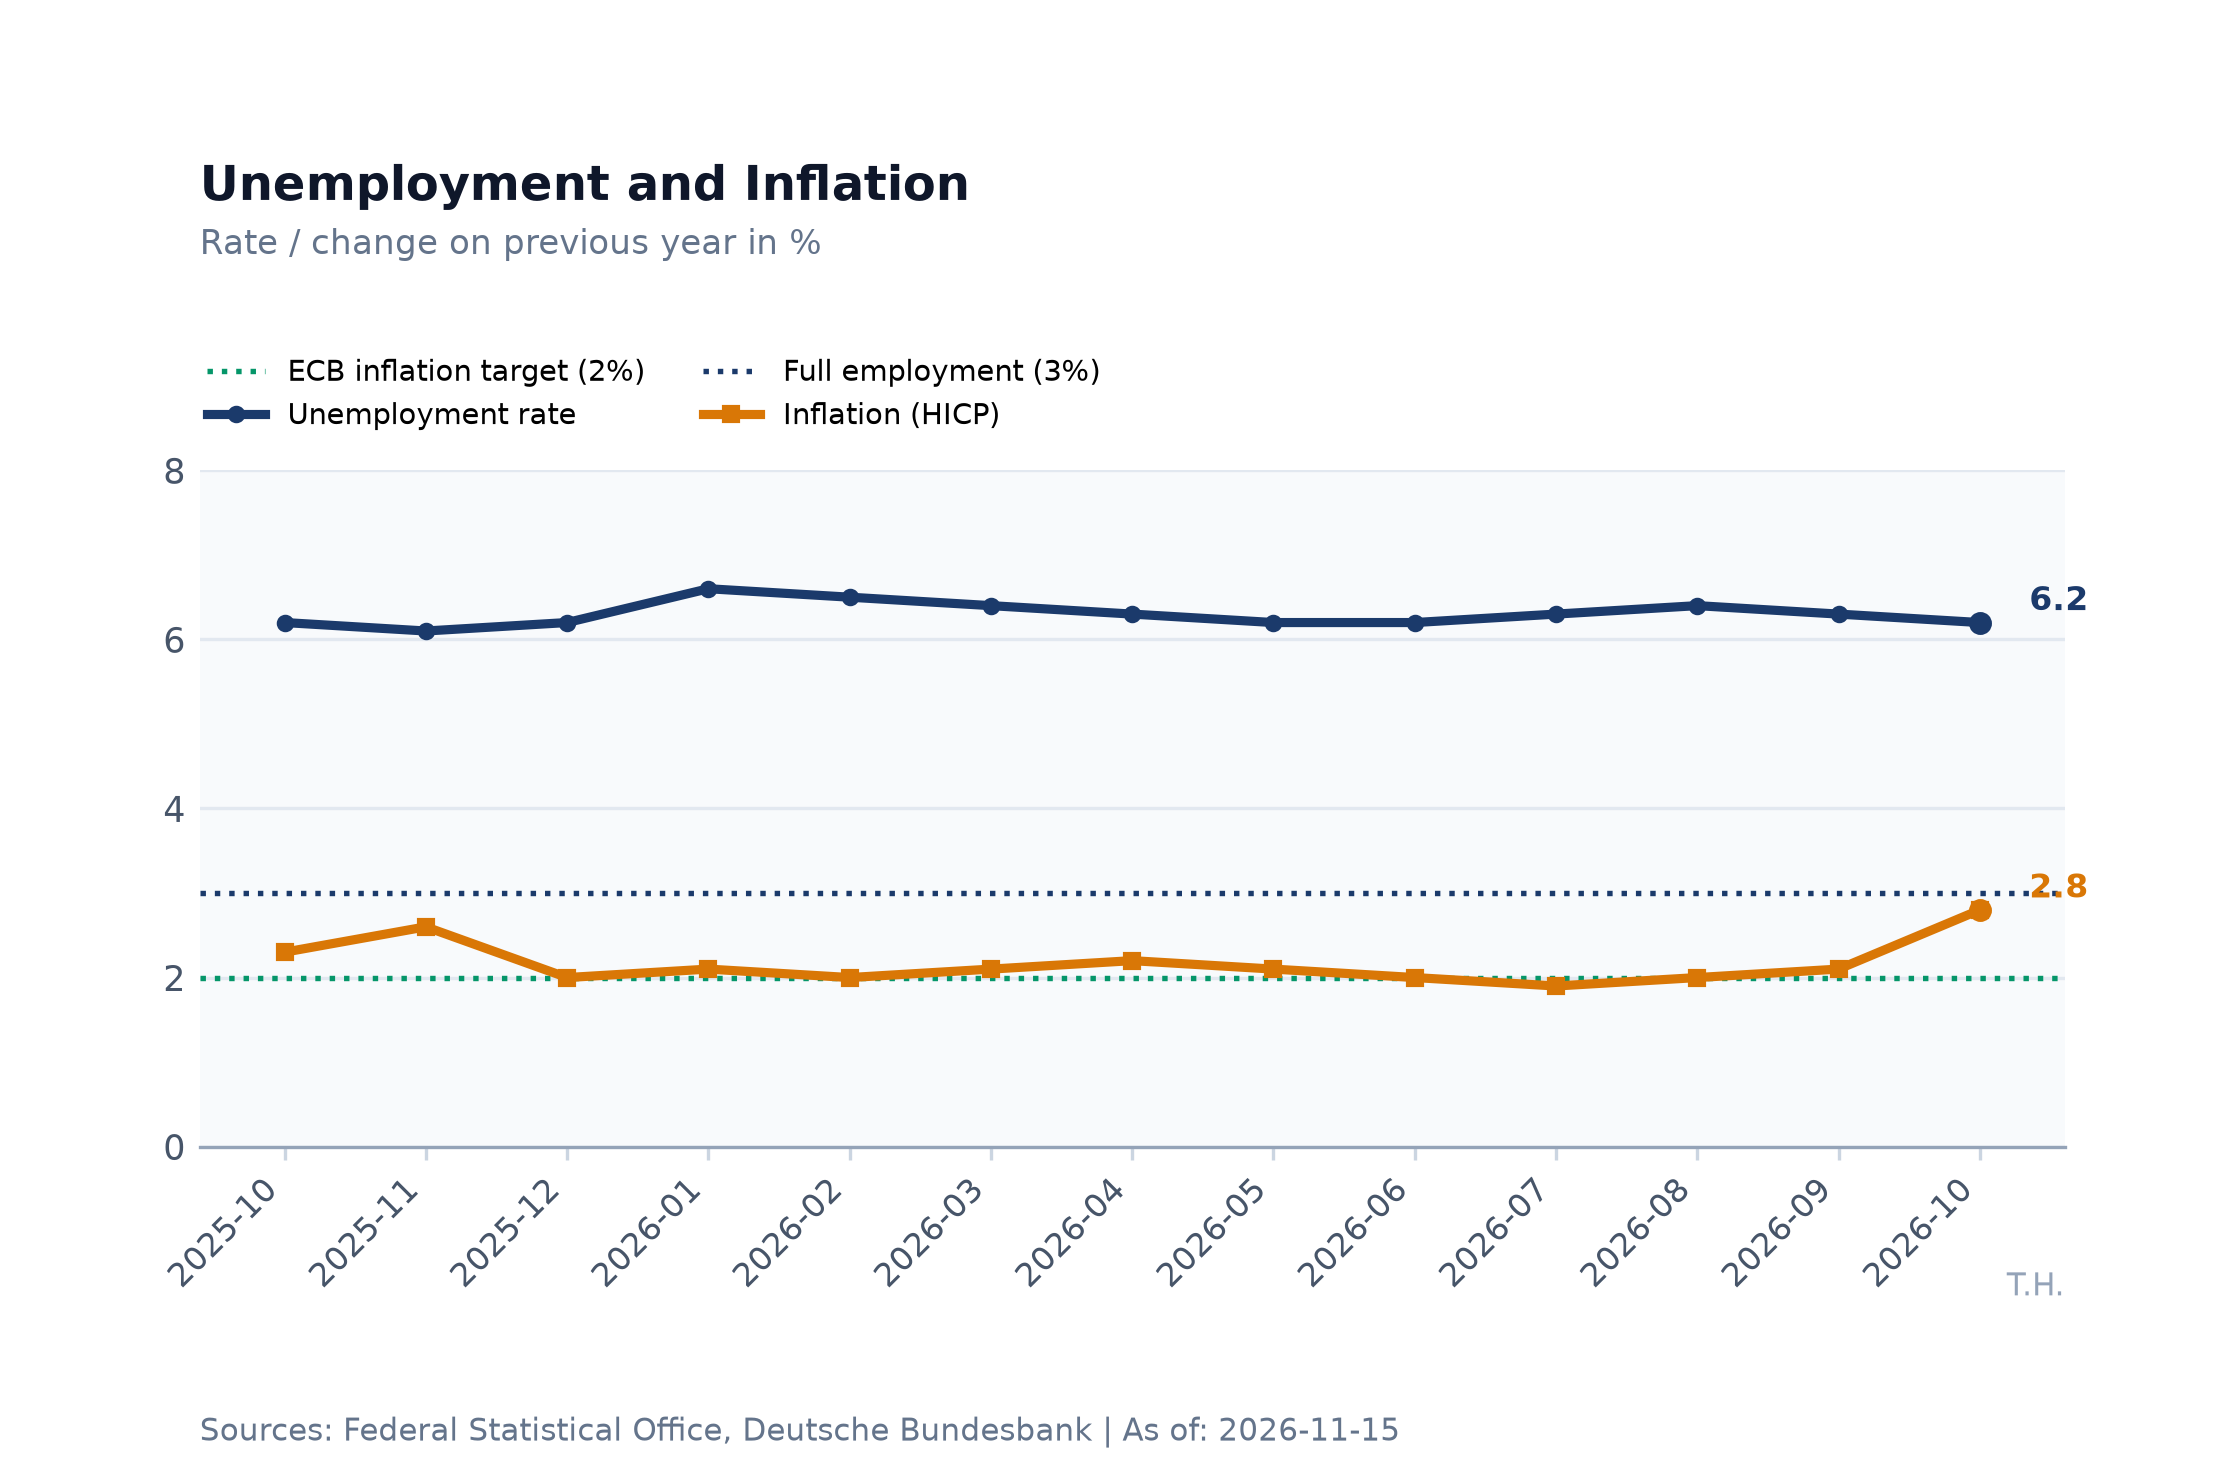 Unemployment and Inflation
Rate / change on previous year in %
ECB inflation target (2%)
Full employment (3%)
Unemployment rate
Inflation (HICP)
8
6
4
2
0
6.2
2.8
2025-10
2025-11
2025-12
2026-01
2026-02
2026-03
2026-04
2026-05
2026-06
2026-07
2026-08
2026-09
2026-10
T.H.
Sources: Federal Statistical Office, Deutsche Bundesbank | As of: 2026-11-15